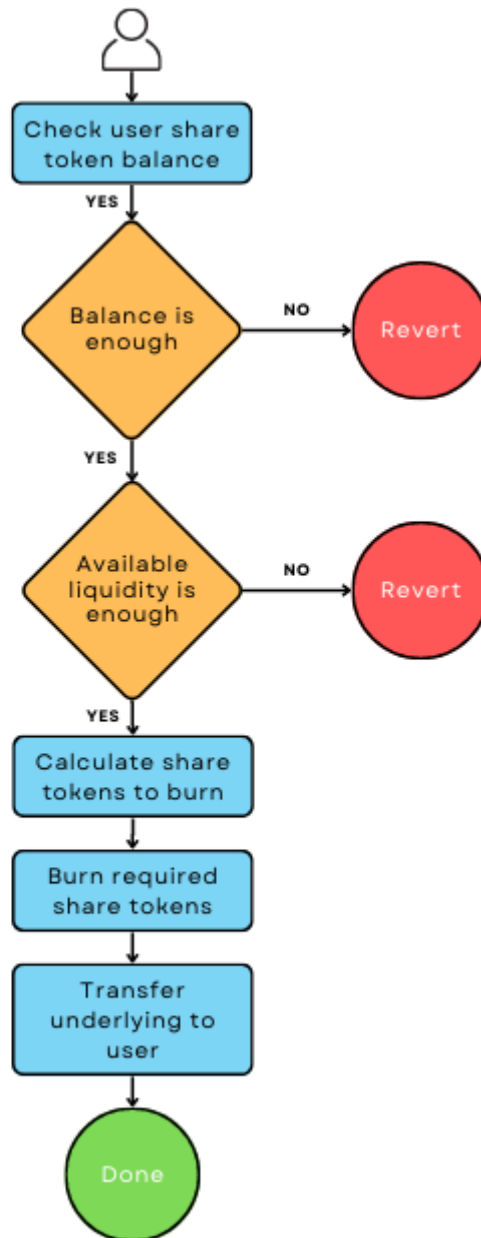 Check user share
token balance
YES
Balance is
enough
NO
Revert
YES
Available
liquidity is
enough
NO
Revert
YES
Calculate share
tokens to burn
Burn required
share tokens
Transfer
underlying to
user
Done